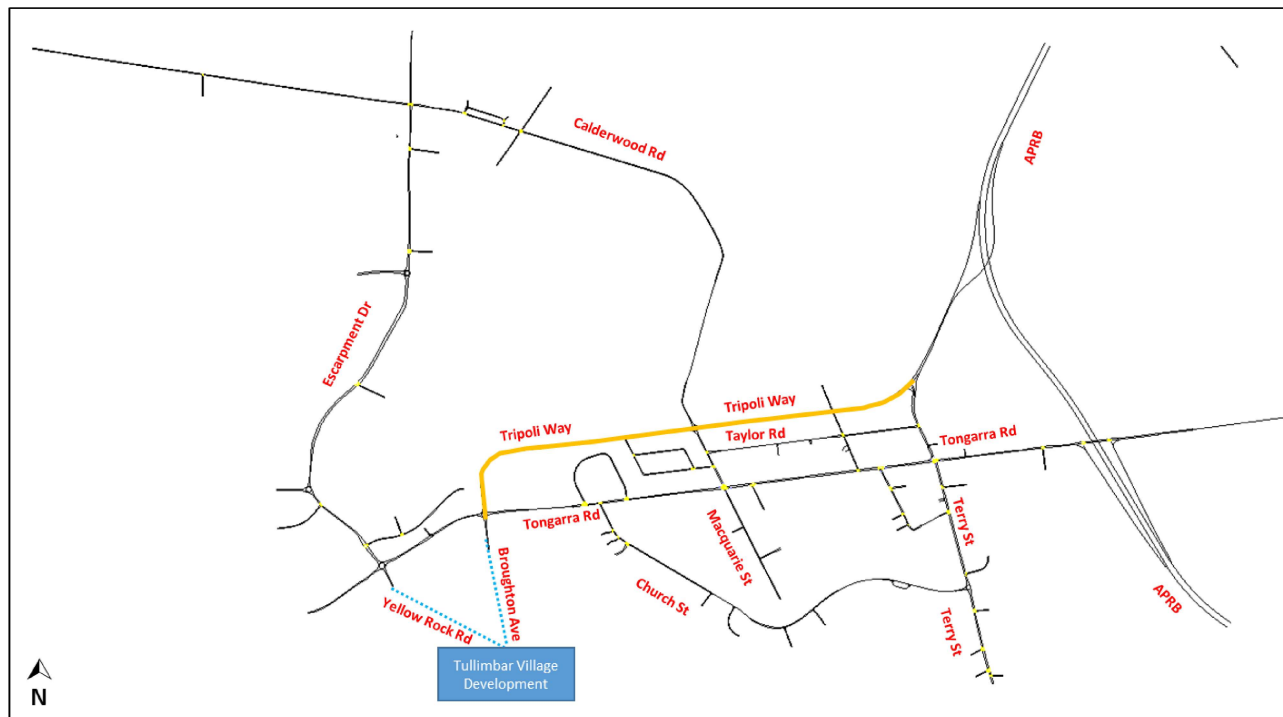 Calderwood Rd
APRB
Escarpment Dr
Tripoli Way
Tripoli Way
Taylor Rd
Tongarra Rd
Tongarra Rd
Macquarie St
Terry St
Broughton Ave
Church St
Yellow Rock Rd
APRB
Terry St
Tullimbar Village
Development
N